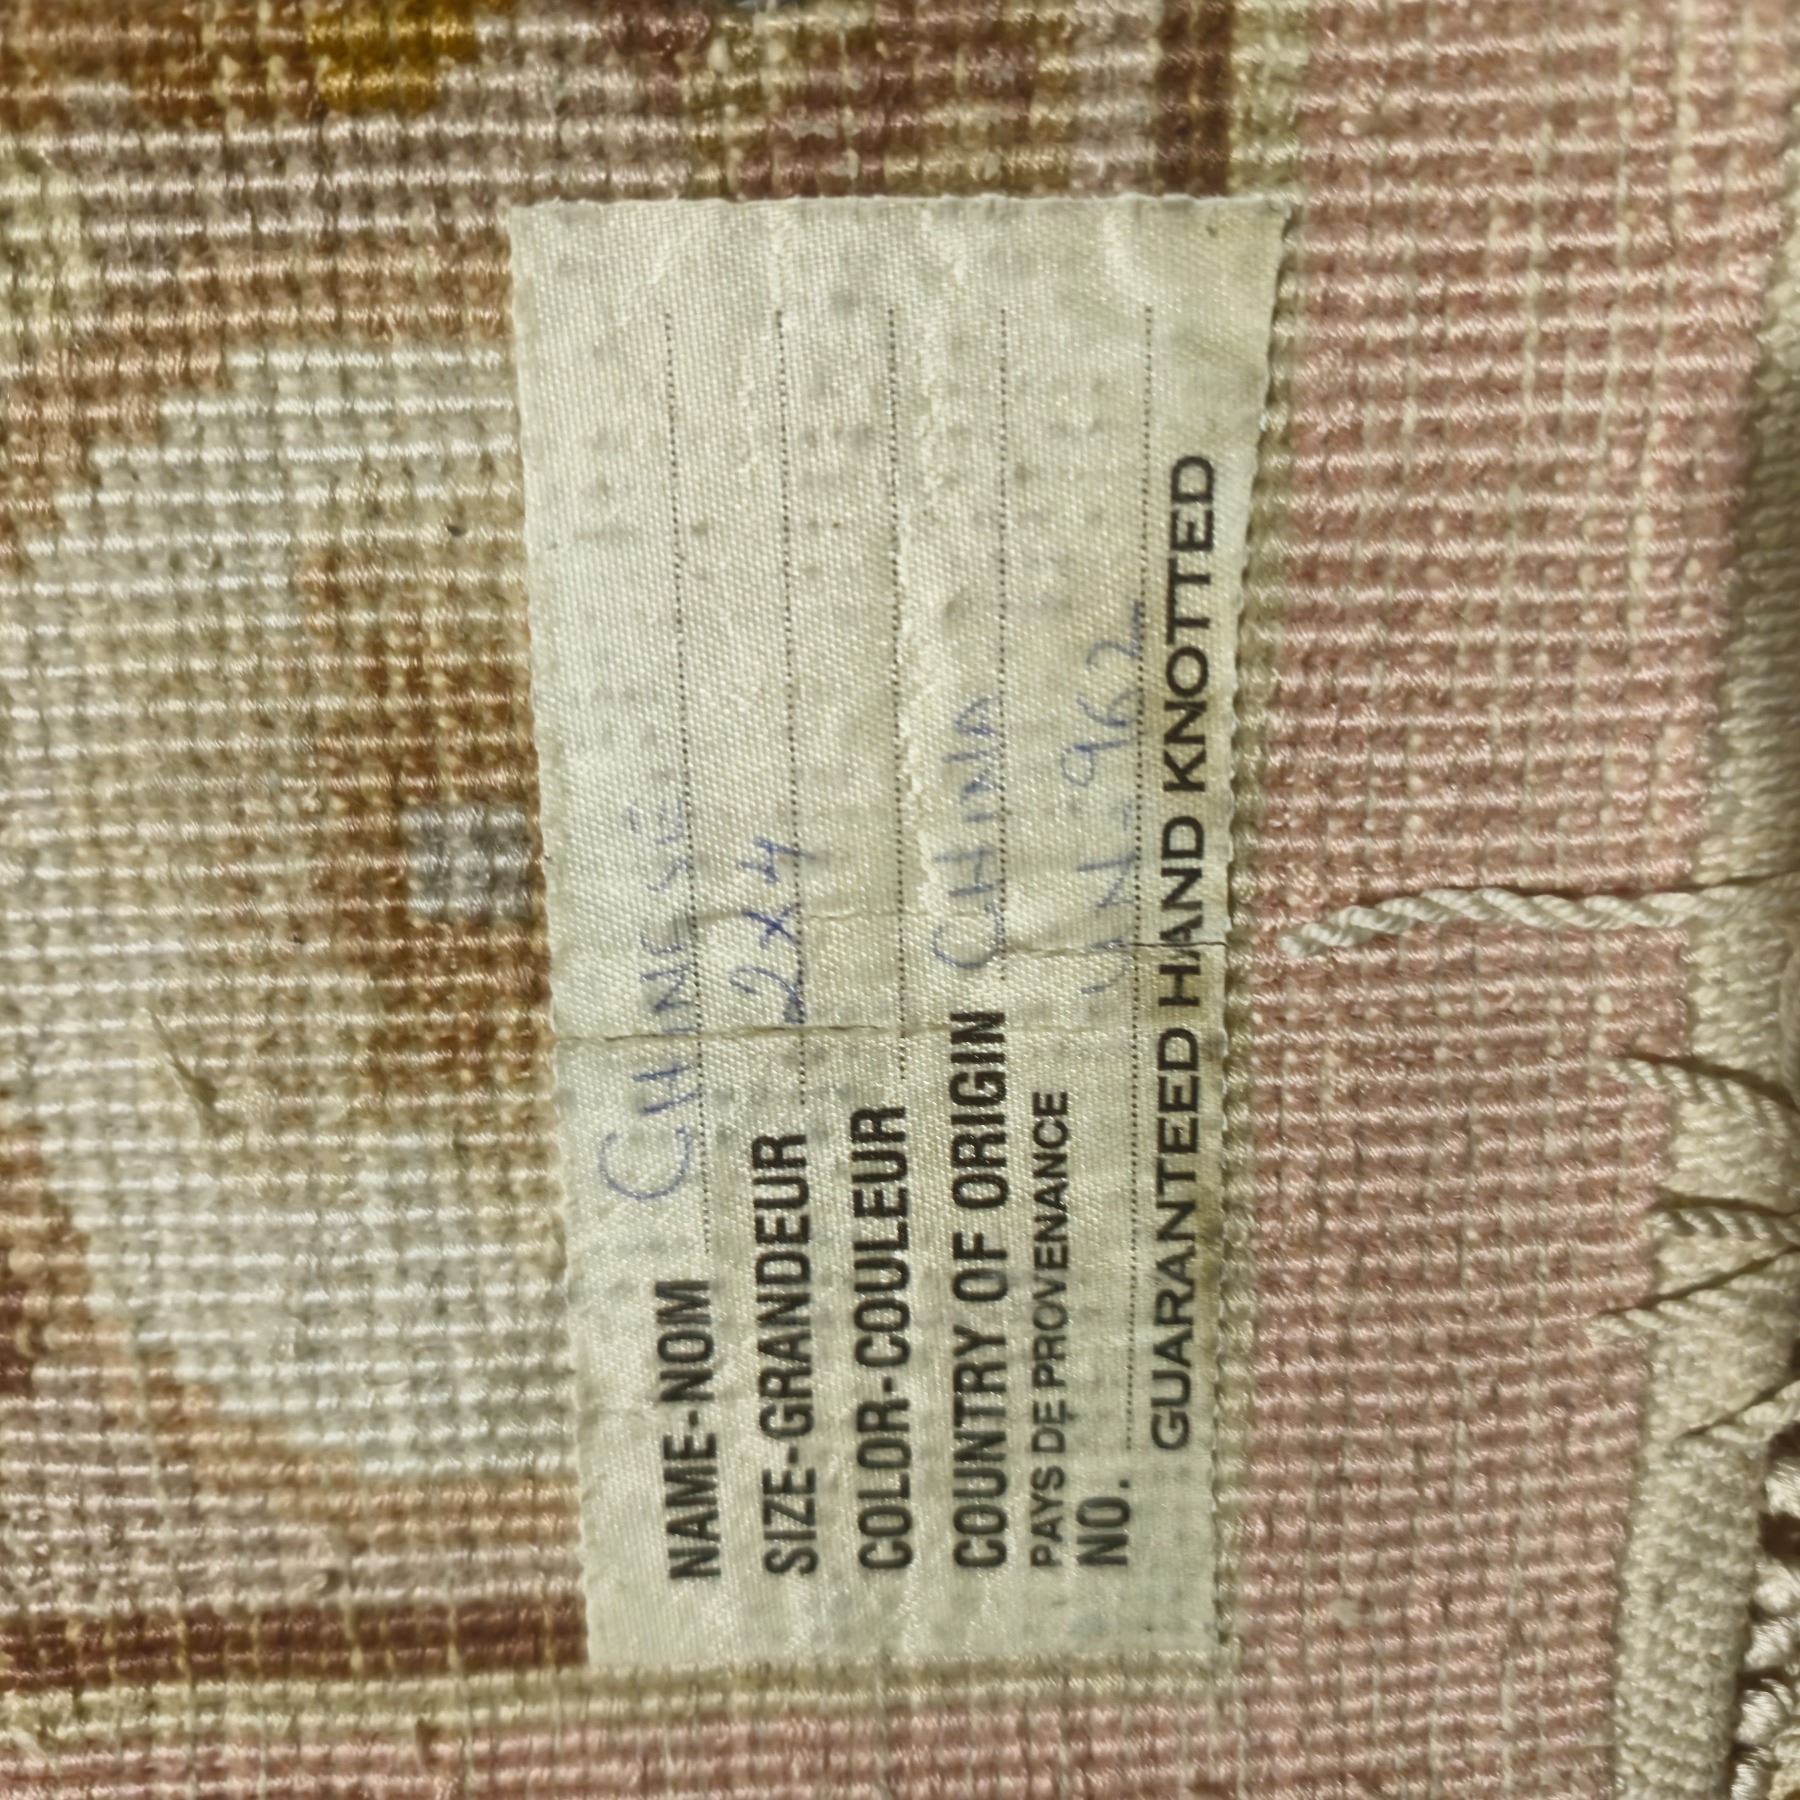 NAME-NOM CHINESE
SIZE-GRANDEUR 2x4
COLOR-COULEUR
COUNTRY OF ORIGIN CHINA
PAYS DE PROVENANCE
NO.
GUARANTEED HAND KNOTTED